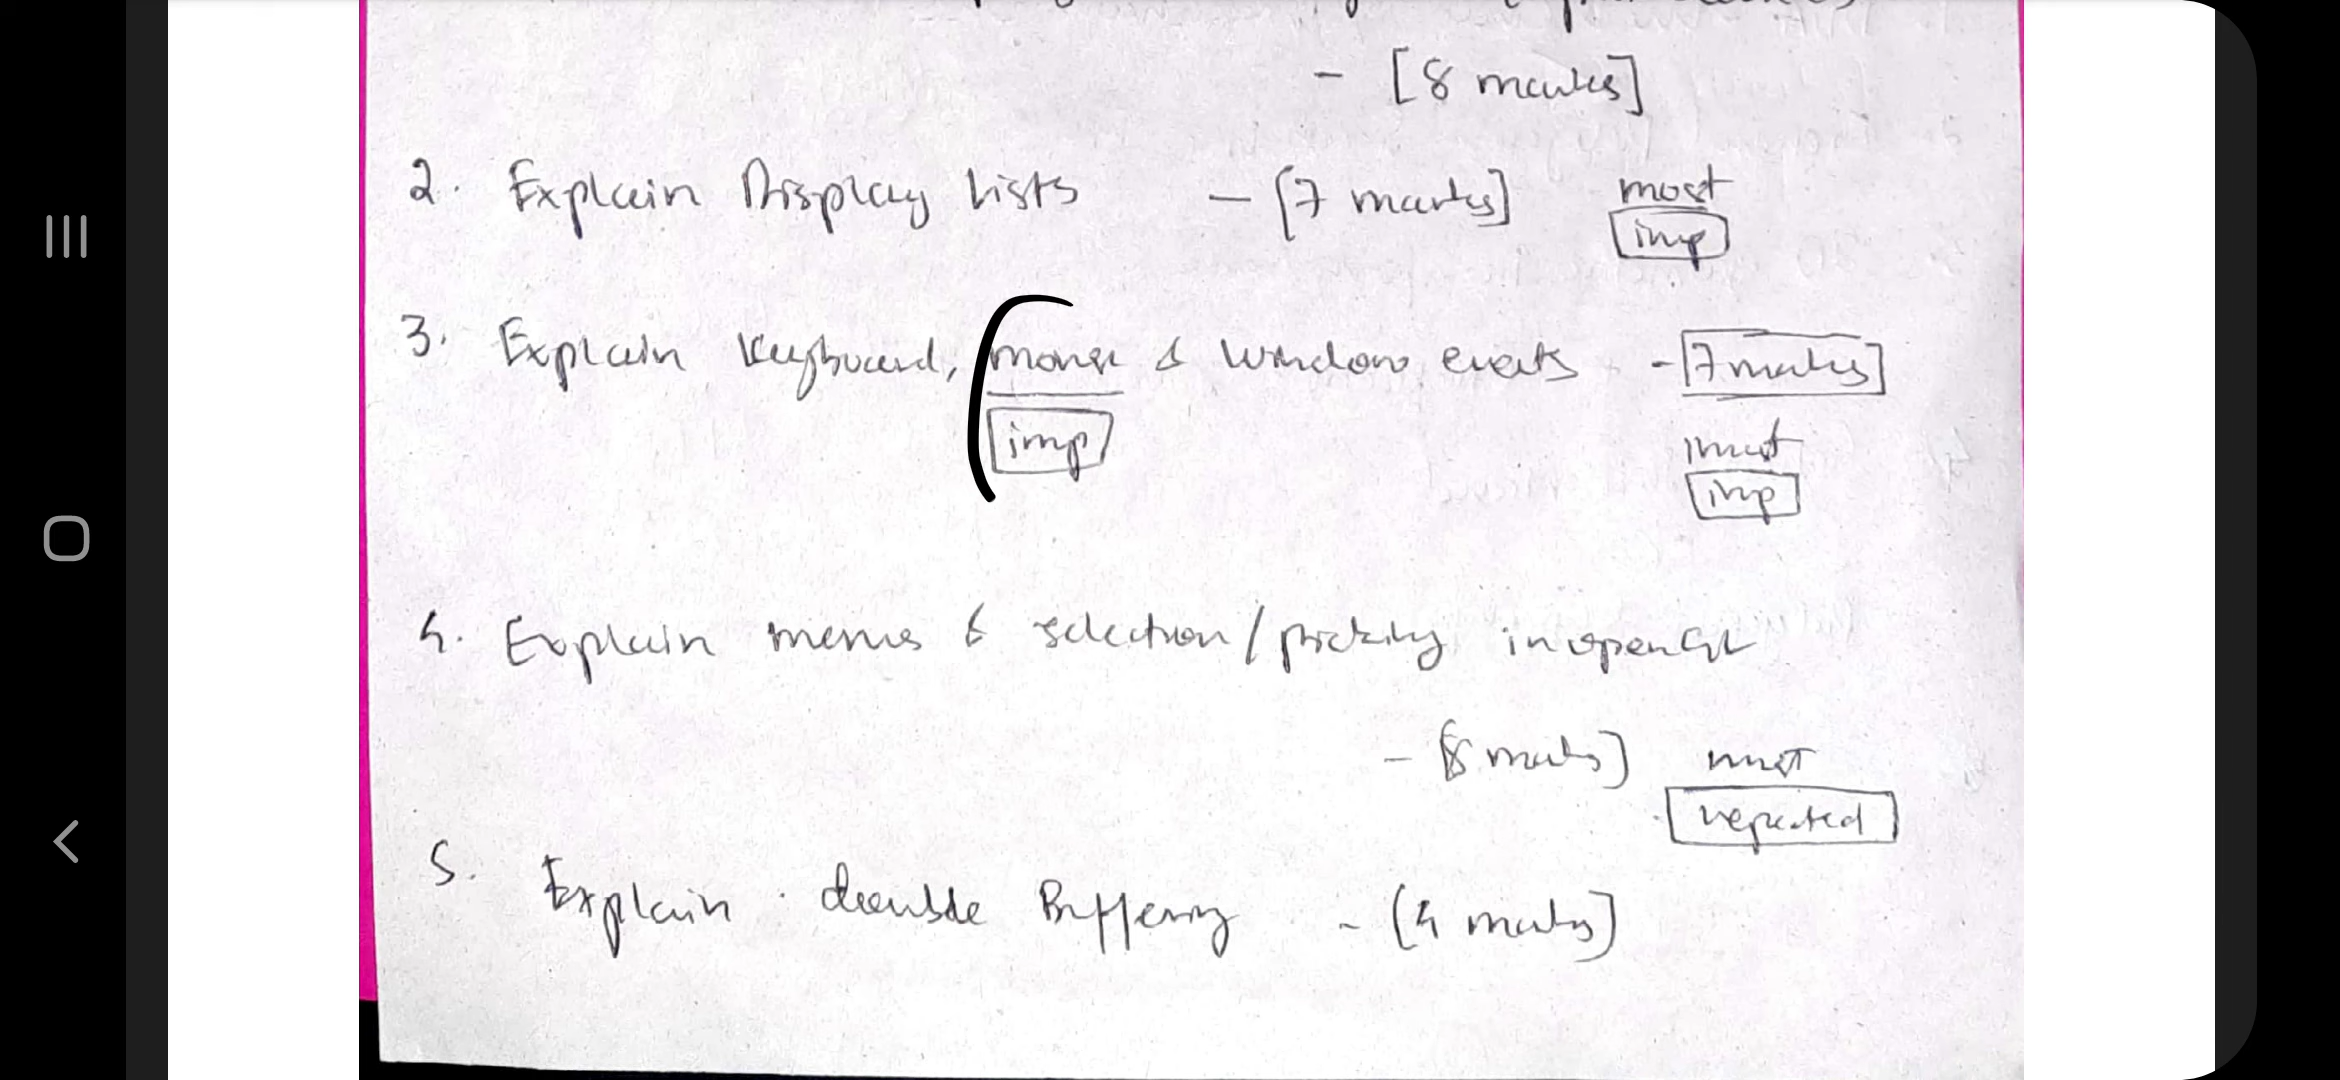 - [8 marks]
2. Explain Display Lists - [7 marks] most
imp
3. Explain Keyboard, mouse & window events - [7 marks]
imp
most
imp
4. Explain menus & selection/picking in openGL
- [8 marks] most
repeated
5. Explain double Buffering - [4 marks]